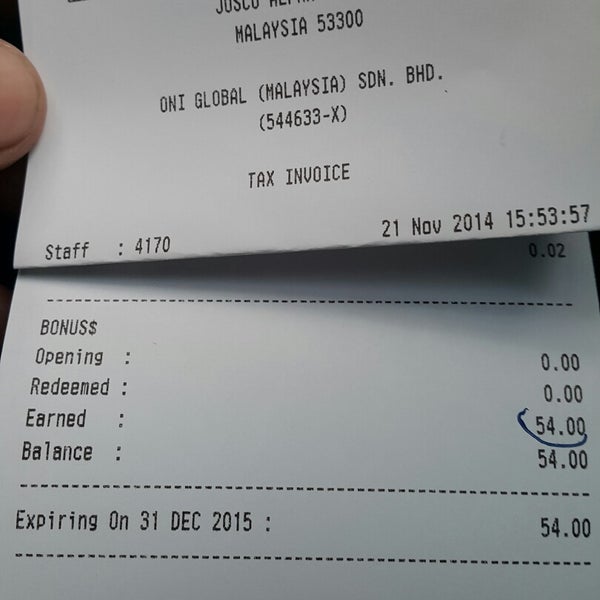 MALAYSIA 53300
ONI GLOBAL (MALAYSIA) SDN. BHD.
(544633-X)
TAX INVOICE
Staff : 4170 21 Nov 2014 15:53:57
0.02
BONUS$
Opening : 0.00
Redeemed : 0.00
Earned : 54.00
Balance : 54.00
Expiring On 31 DEC 2015 : 54.00